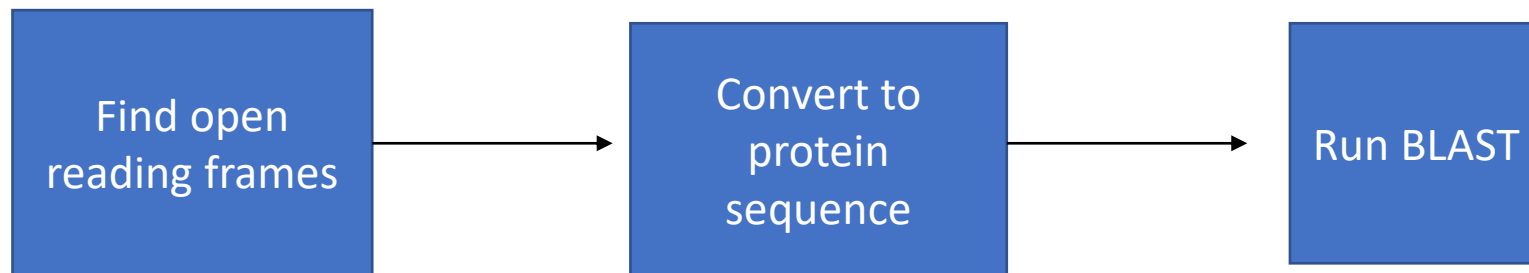 Find open
reading frames
Convert to
protein
sequence
Run BLAST